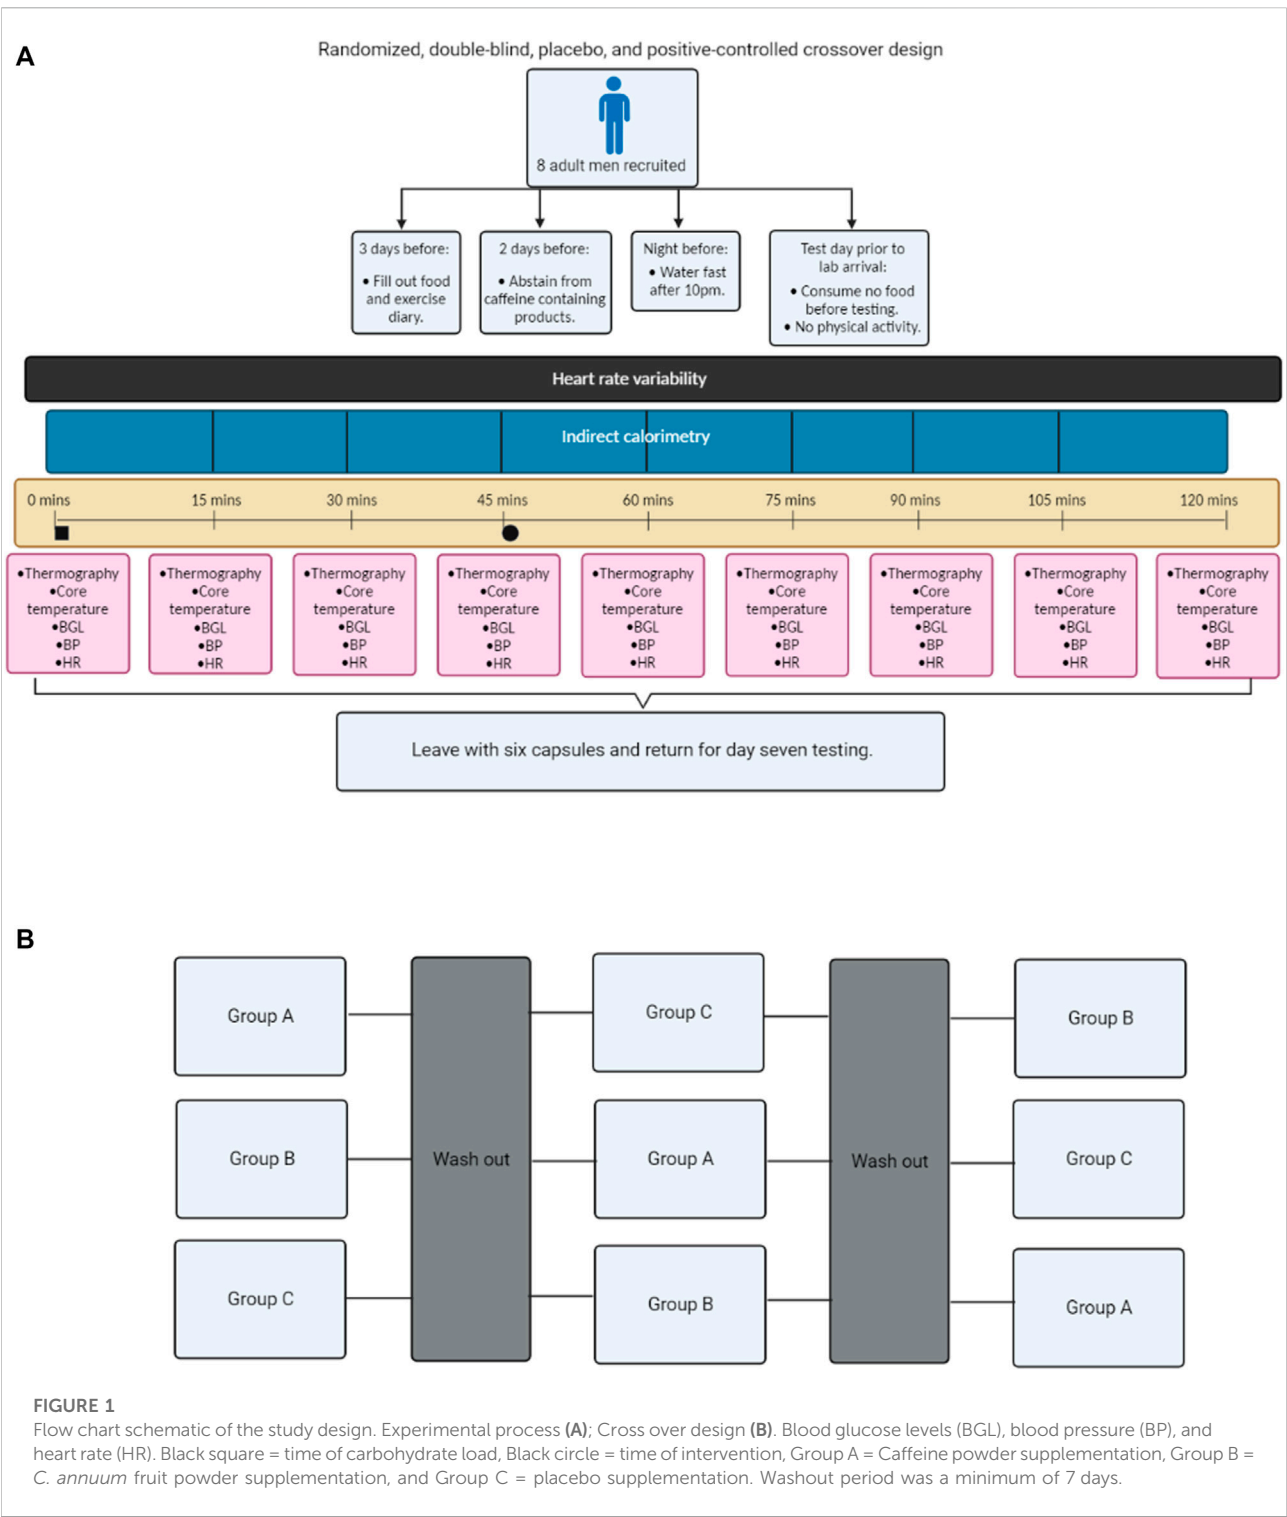 A
Randomized, double-blind, placebo, and positive-controlled crossover design
8 adult men recruited
3 days before:
• Fill out food
and exercise
diary.
2 days before:
• Abstain from
caffeine containing
products.
Night before:
• Water fast
after 10pm.
Test day prior to
lab arrival:
• Consume no food
before testing.
• No physical activity.
Heart rate variability
Indirect calorimetry
0 mins
15 mins
30 mins
45 mins
60 mins
75 mins
90 mins
105 mins
120 mins
•Thermography
•Core
temperature
•BGL
•BP
•HR
•Thermography
•Core
temperature
•BGL
•BP
•HR
•Thermography
•Core
temperature
•BGL
•BP
•HR
•Thermography
•Core
temperature
•BGL
•BP
•HR
•Thermography
•Core
temperature
•BGL
•BP
•HR
•Thermography
•Core
temperature
•BGL
•BP
•HR
•Thermography
•Core
temperature
•BGL
•BP
•HR
•Thermography
•Core
temperature
•BGL
•BP
•HR
•Thermography
•Core
temperature
•BGL
•BP
•HR
Leave with six capsules and return for day seven testing.
B
Group A
Group C
Group B
Group B
Wash out
Group A
Wash out
Group C
Group C
Group B
Group A
FIGURE 1
Flow chart schematic of the study design. Experimental process (A); Cross over design (B). Blood glucose levels (BGL), blood pressure (BP), and
heart rate (HR). Black square = time of carbohydrate load, Black circle = time of intervention, Group A = Caffeine powder supplementation, Group B =
C. annuum fruit powder supplementation, and Group C = placebo supplementation. Washout period was a minimum of 7 days.